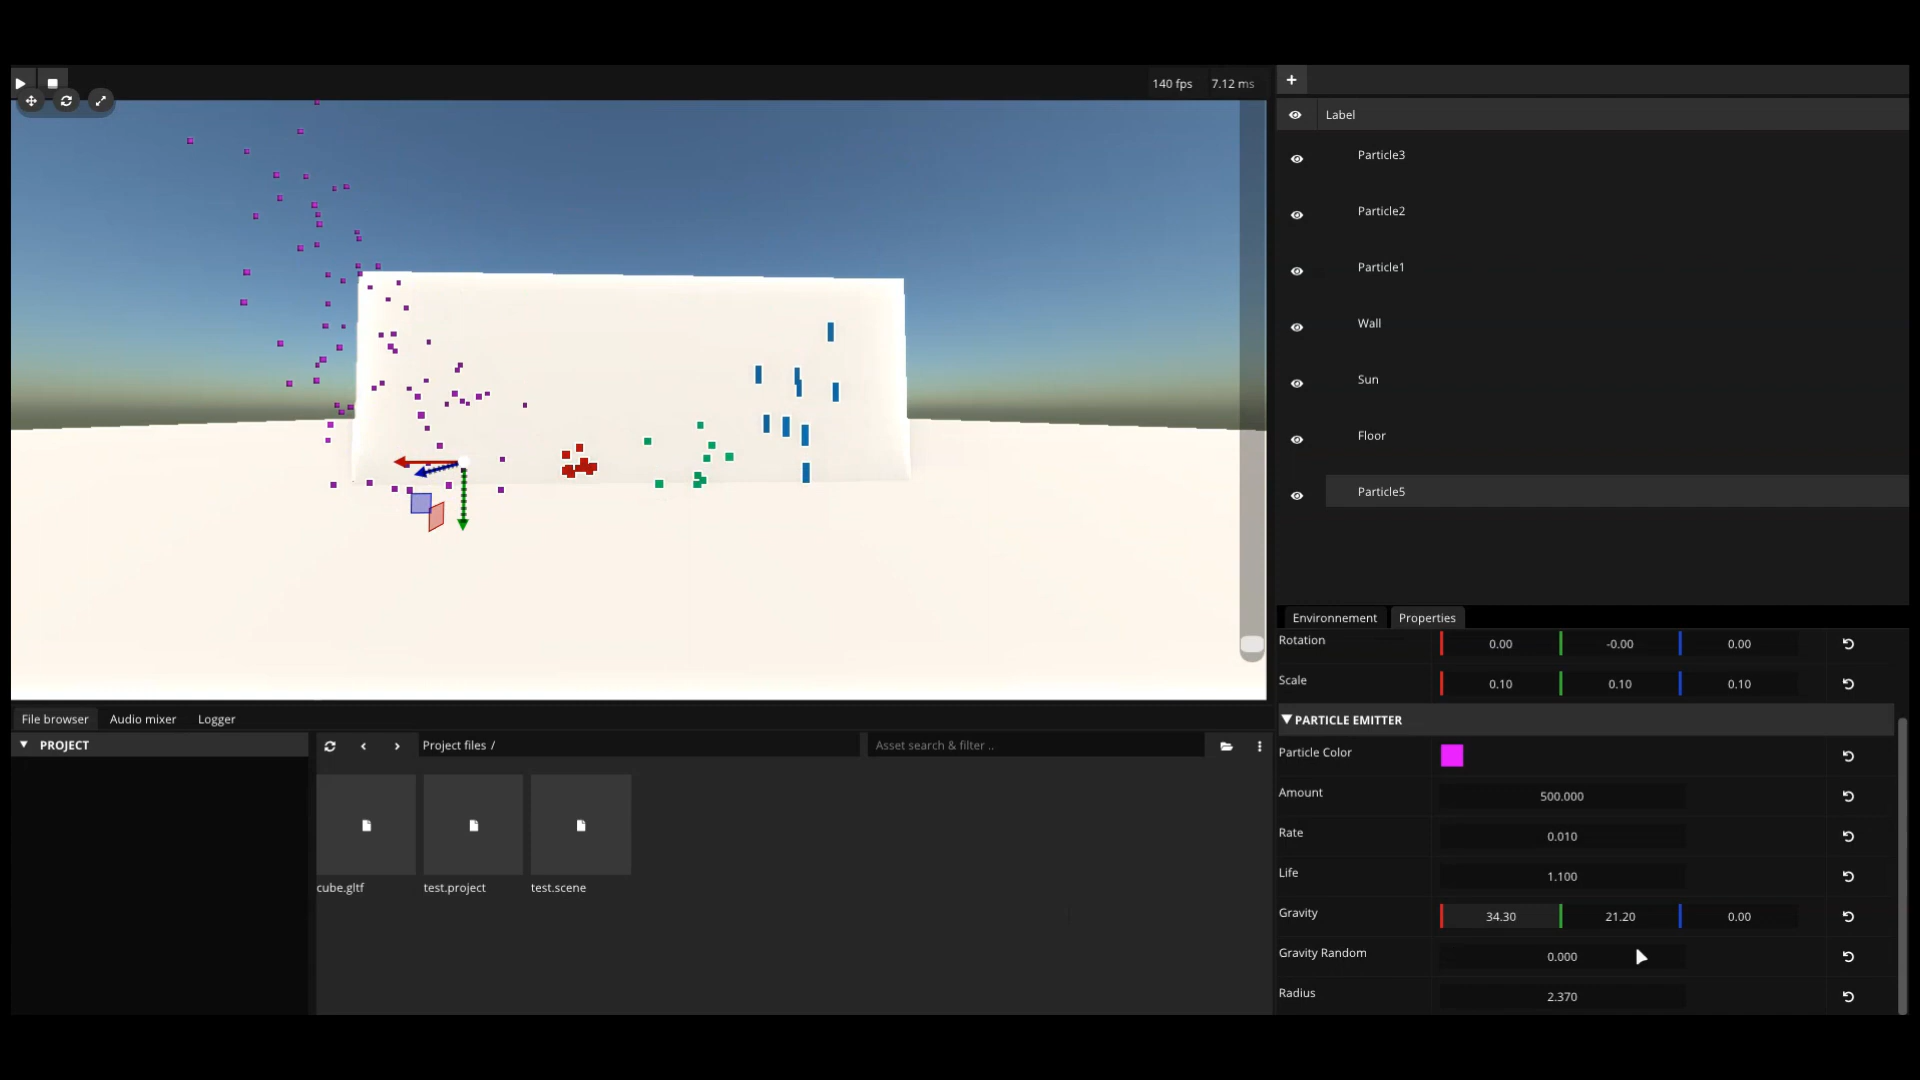 140 fps 7.12 ms
+
Label
Particle3
Particle2
Particle1
Wall
Sun
Floor
Particle5
Environnement Properties
Rotation 0.00 -0.00 0.00
Scale 0.10 0.10 0.10
PARTICLE EMITTER
Particle Color
Amount 500.000
Rate 0.010
Life 1.100
Gravity 34.30 21.20 0.00
Gravity Random 0.000
Radius 2.370
File browser Audio mixer Logger
PROJECT
Project files / Asset search & filter ..
cube.gltf test.project test.scene